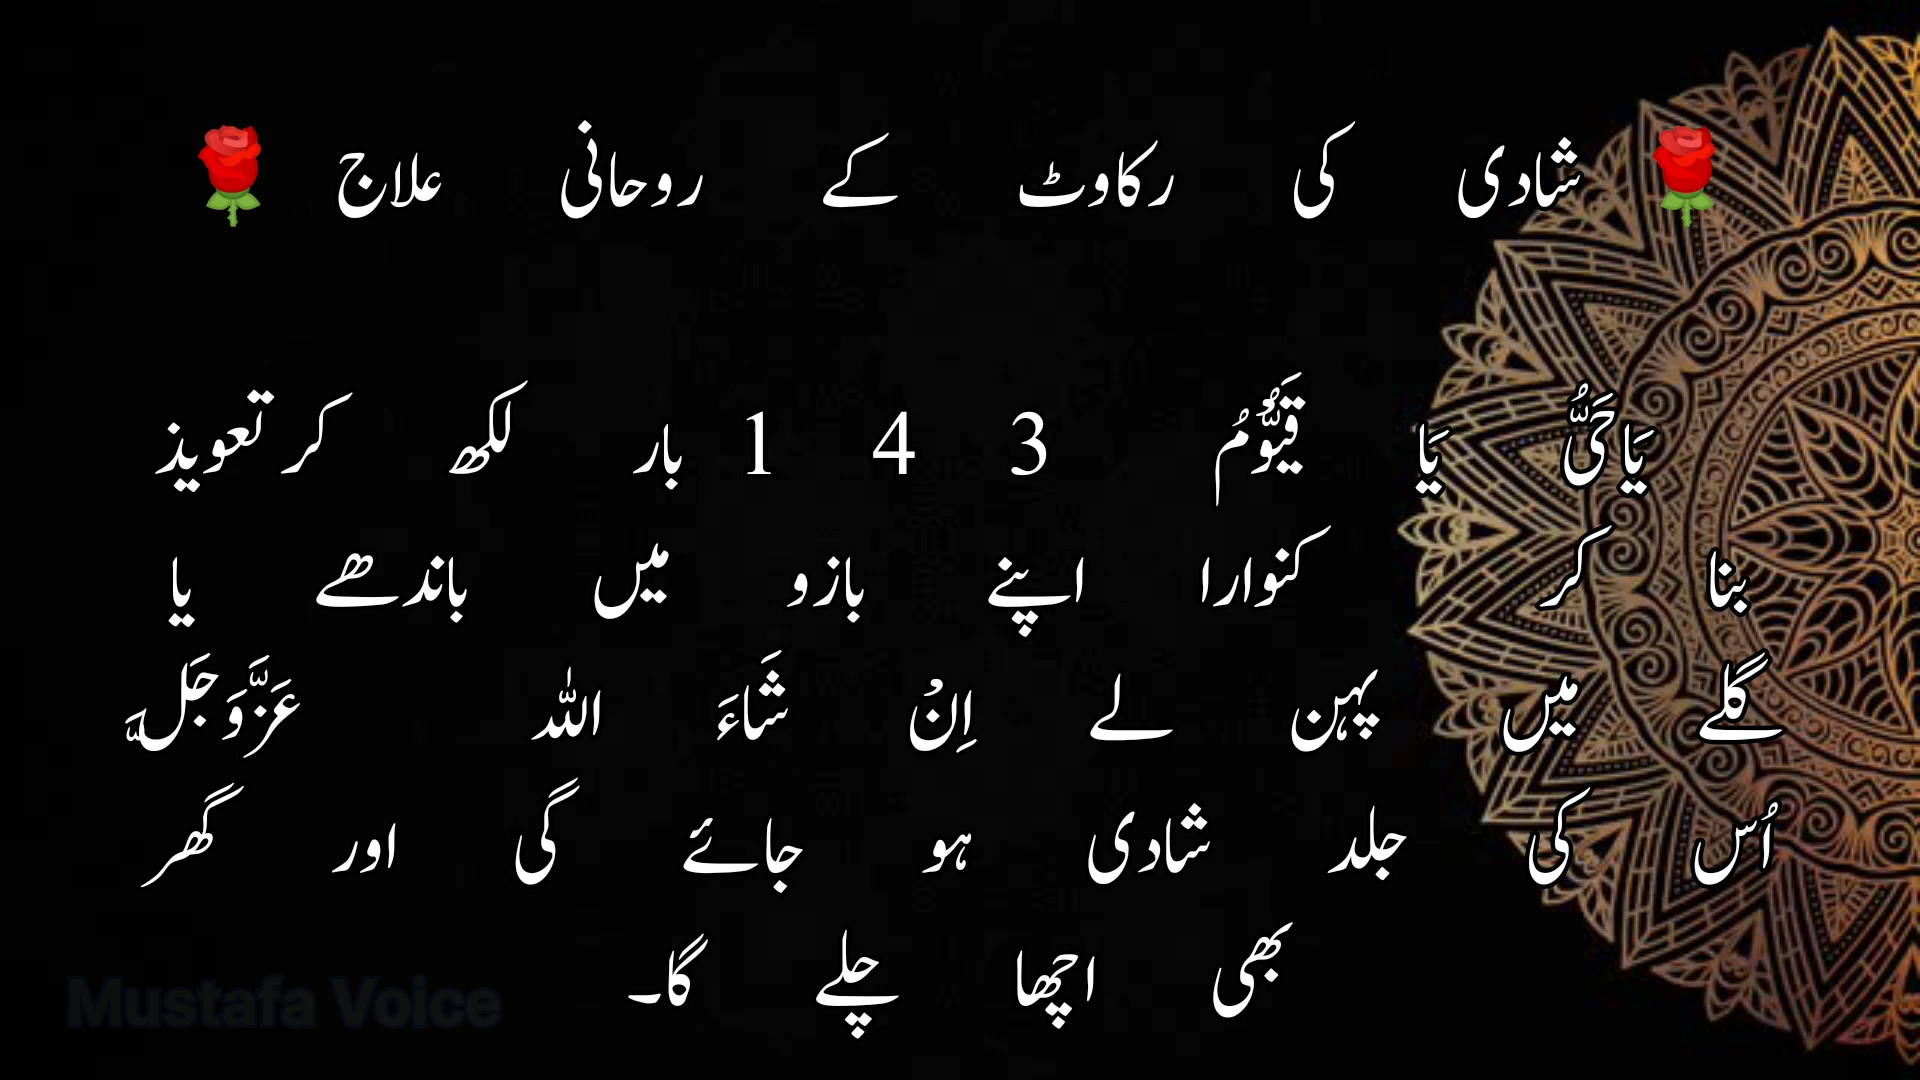 🌹 شادی کی رکاوٹ کے روحانی علاج 🌹
یَاحَیُّ یَا قَیُّوْمُ 3 4 1 بار لکھ کر تعویذ
بنا کر کنوارا اپنے بازو میں باندھے یا
گلے میں پہن لے اِنْ شَاءَ اللہ عَزَّوَجَلَّ
اُس کی جلد شادی ہو جائے گی اور گھر
بھی اچھا چلے گا۔
Mustafa Voice